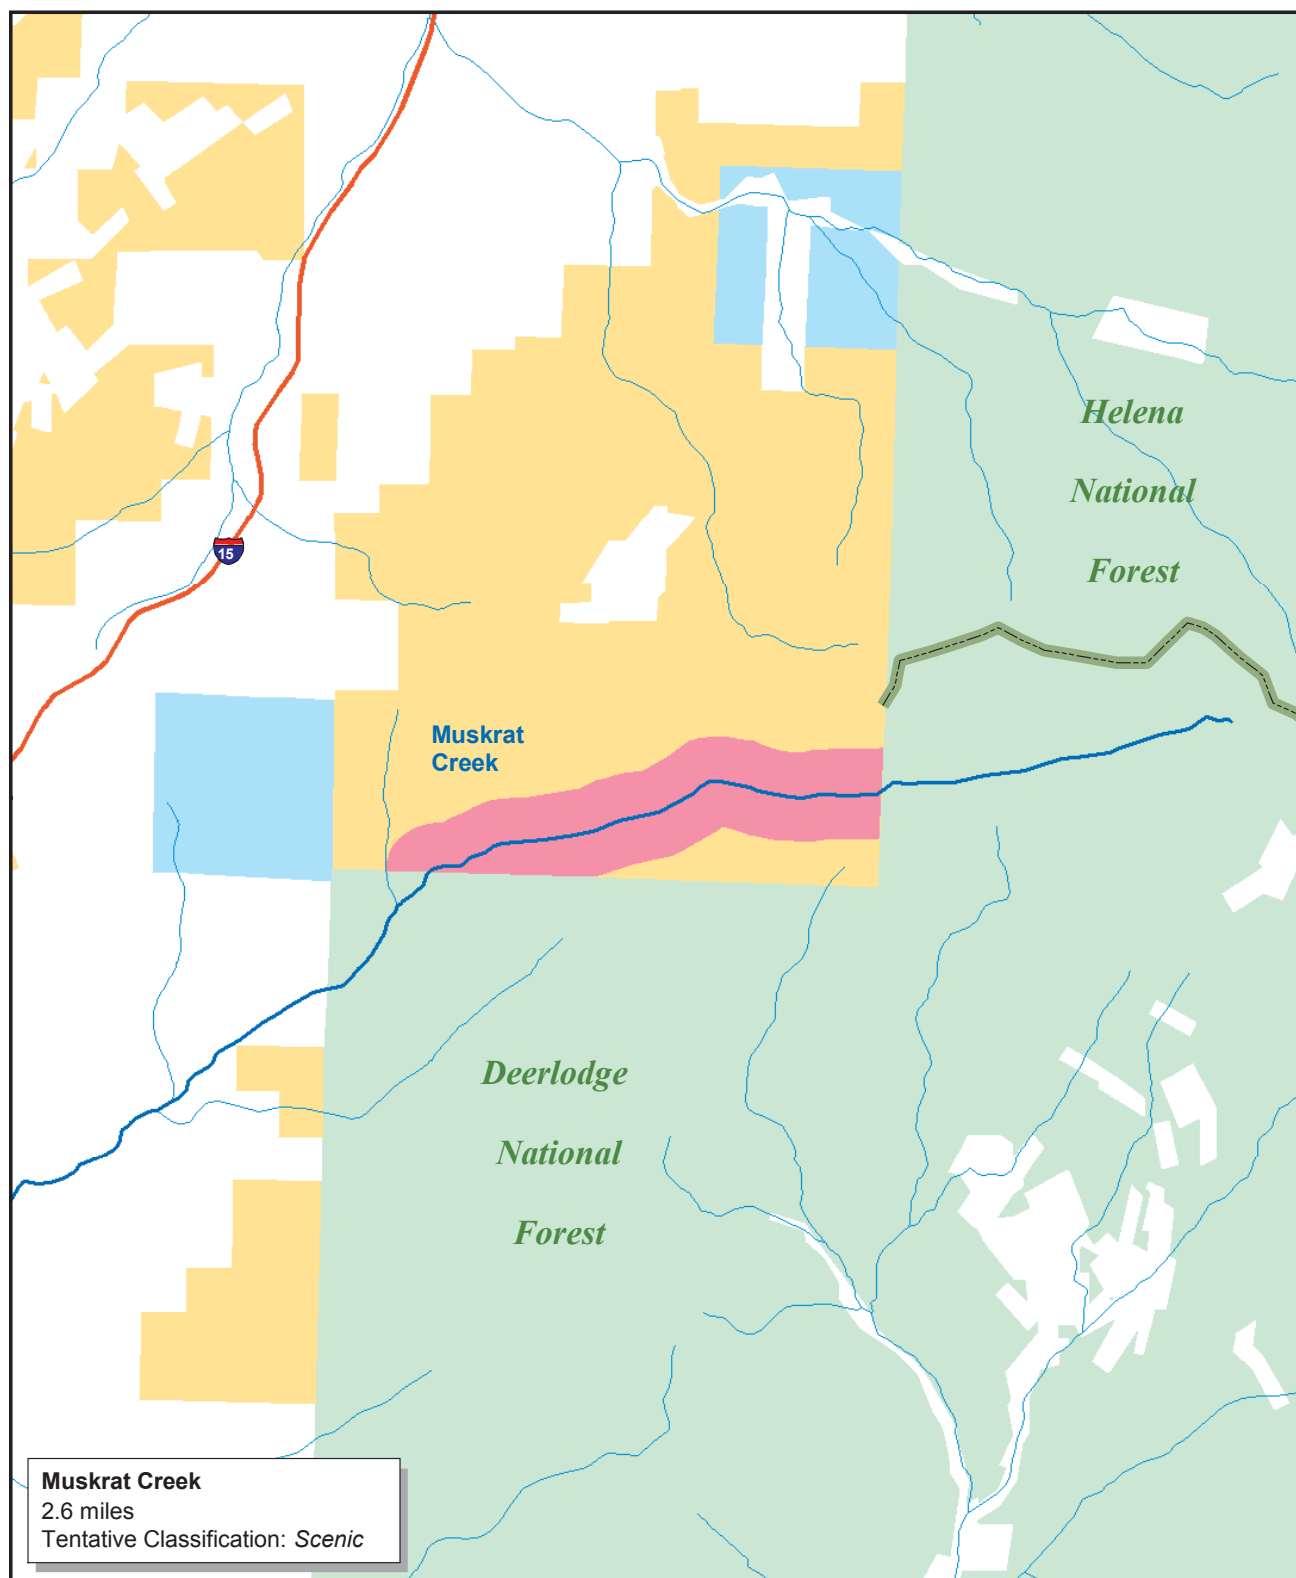 Helena
National
Forest
15
Muskrat
Creek
Deerlodge
National
Forest
Muskrat Creek
2.6 miles
Tentative Classification: Scenic